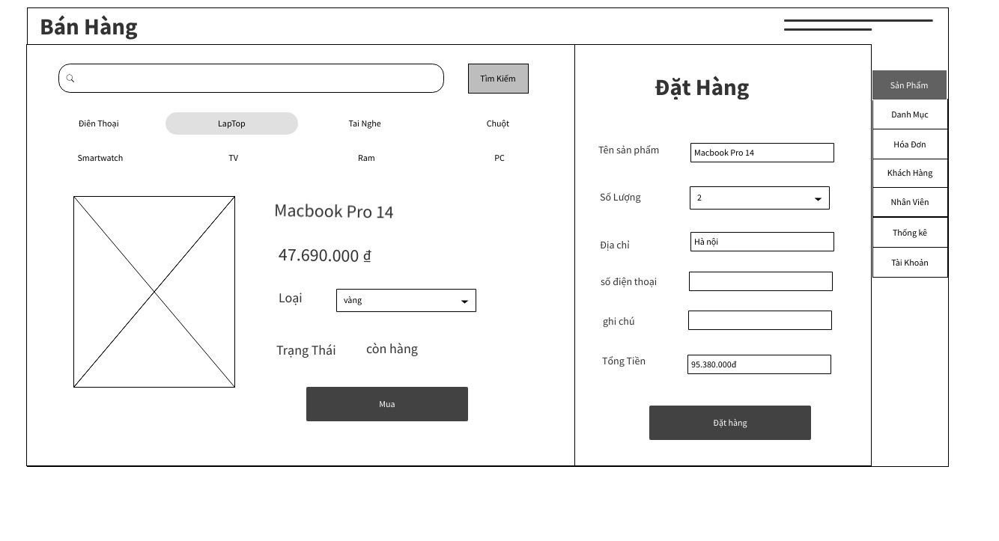 Bán Hàng
Tìm Kiếm
Điên Thoại
LapTop
Tai Nghe
Chuột
Smartwatch
TV
Ram
PC
Macbook Pro 14
47.690.000 ₫
Loại
vàng
Trạng Thái
còn hàng
Mua
Đặt Hàng
Tên sản phẩm
Macbook Pro 14
Số Lượng
2
Địa chỉ
Hà nội
số điện thoại
ghi chú
Tổng Tiền
95.380.000đ
Đặt hàng
Sản Phẩm
Danh Mục
Hóa Đơn
Khách Hàng
Nhân Viên
Thống kê
Tài Khoản